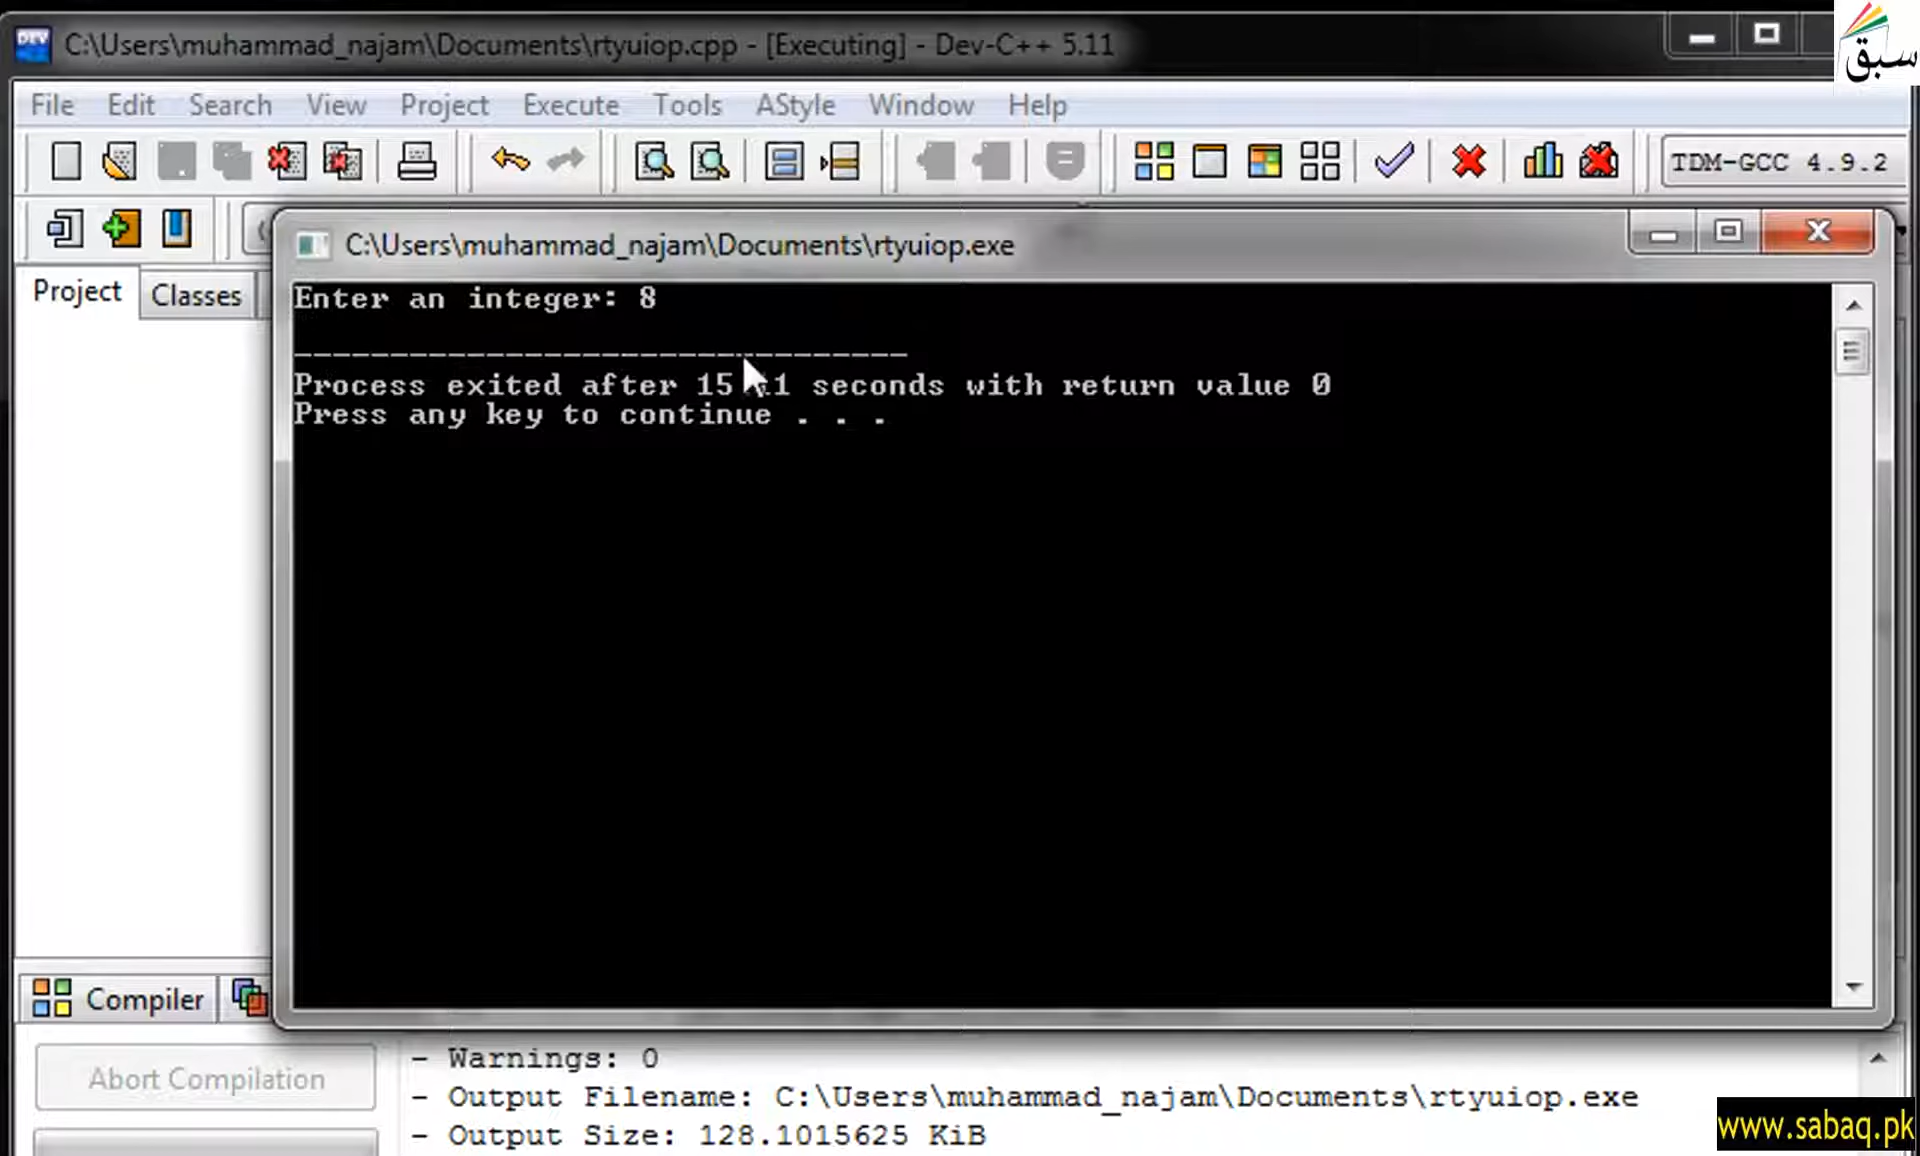 سبق
C:\Users\muhammad_najam\Documents\rtyuiop.cpp - [Executing] - Dev-C++ 5.11
File Edit Search View Project Execute Tools AStyle Window Help
TDM-GCC 4.9.2
C:\Users\muhammad_najam\Documents\rtyuiop.exe
Project Classes
Enter an integer: 8
--------------------------------
Process exited after seconds with return value 0
Press any key to continue . . .
Compiler
Abort Compilation
- Warnings: 0
- Output Filename: C:\Users\muhammad_najam\Documents\rtyuiop.exe
- Output Size: 128.1015625 KiB
www.sabaq.pk